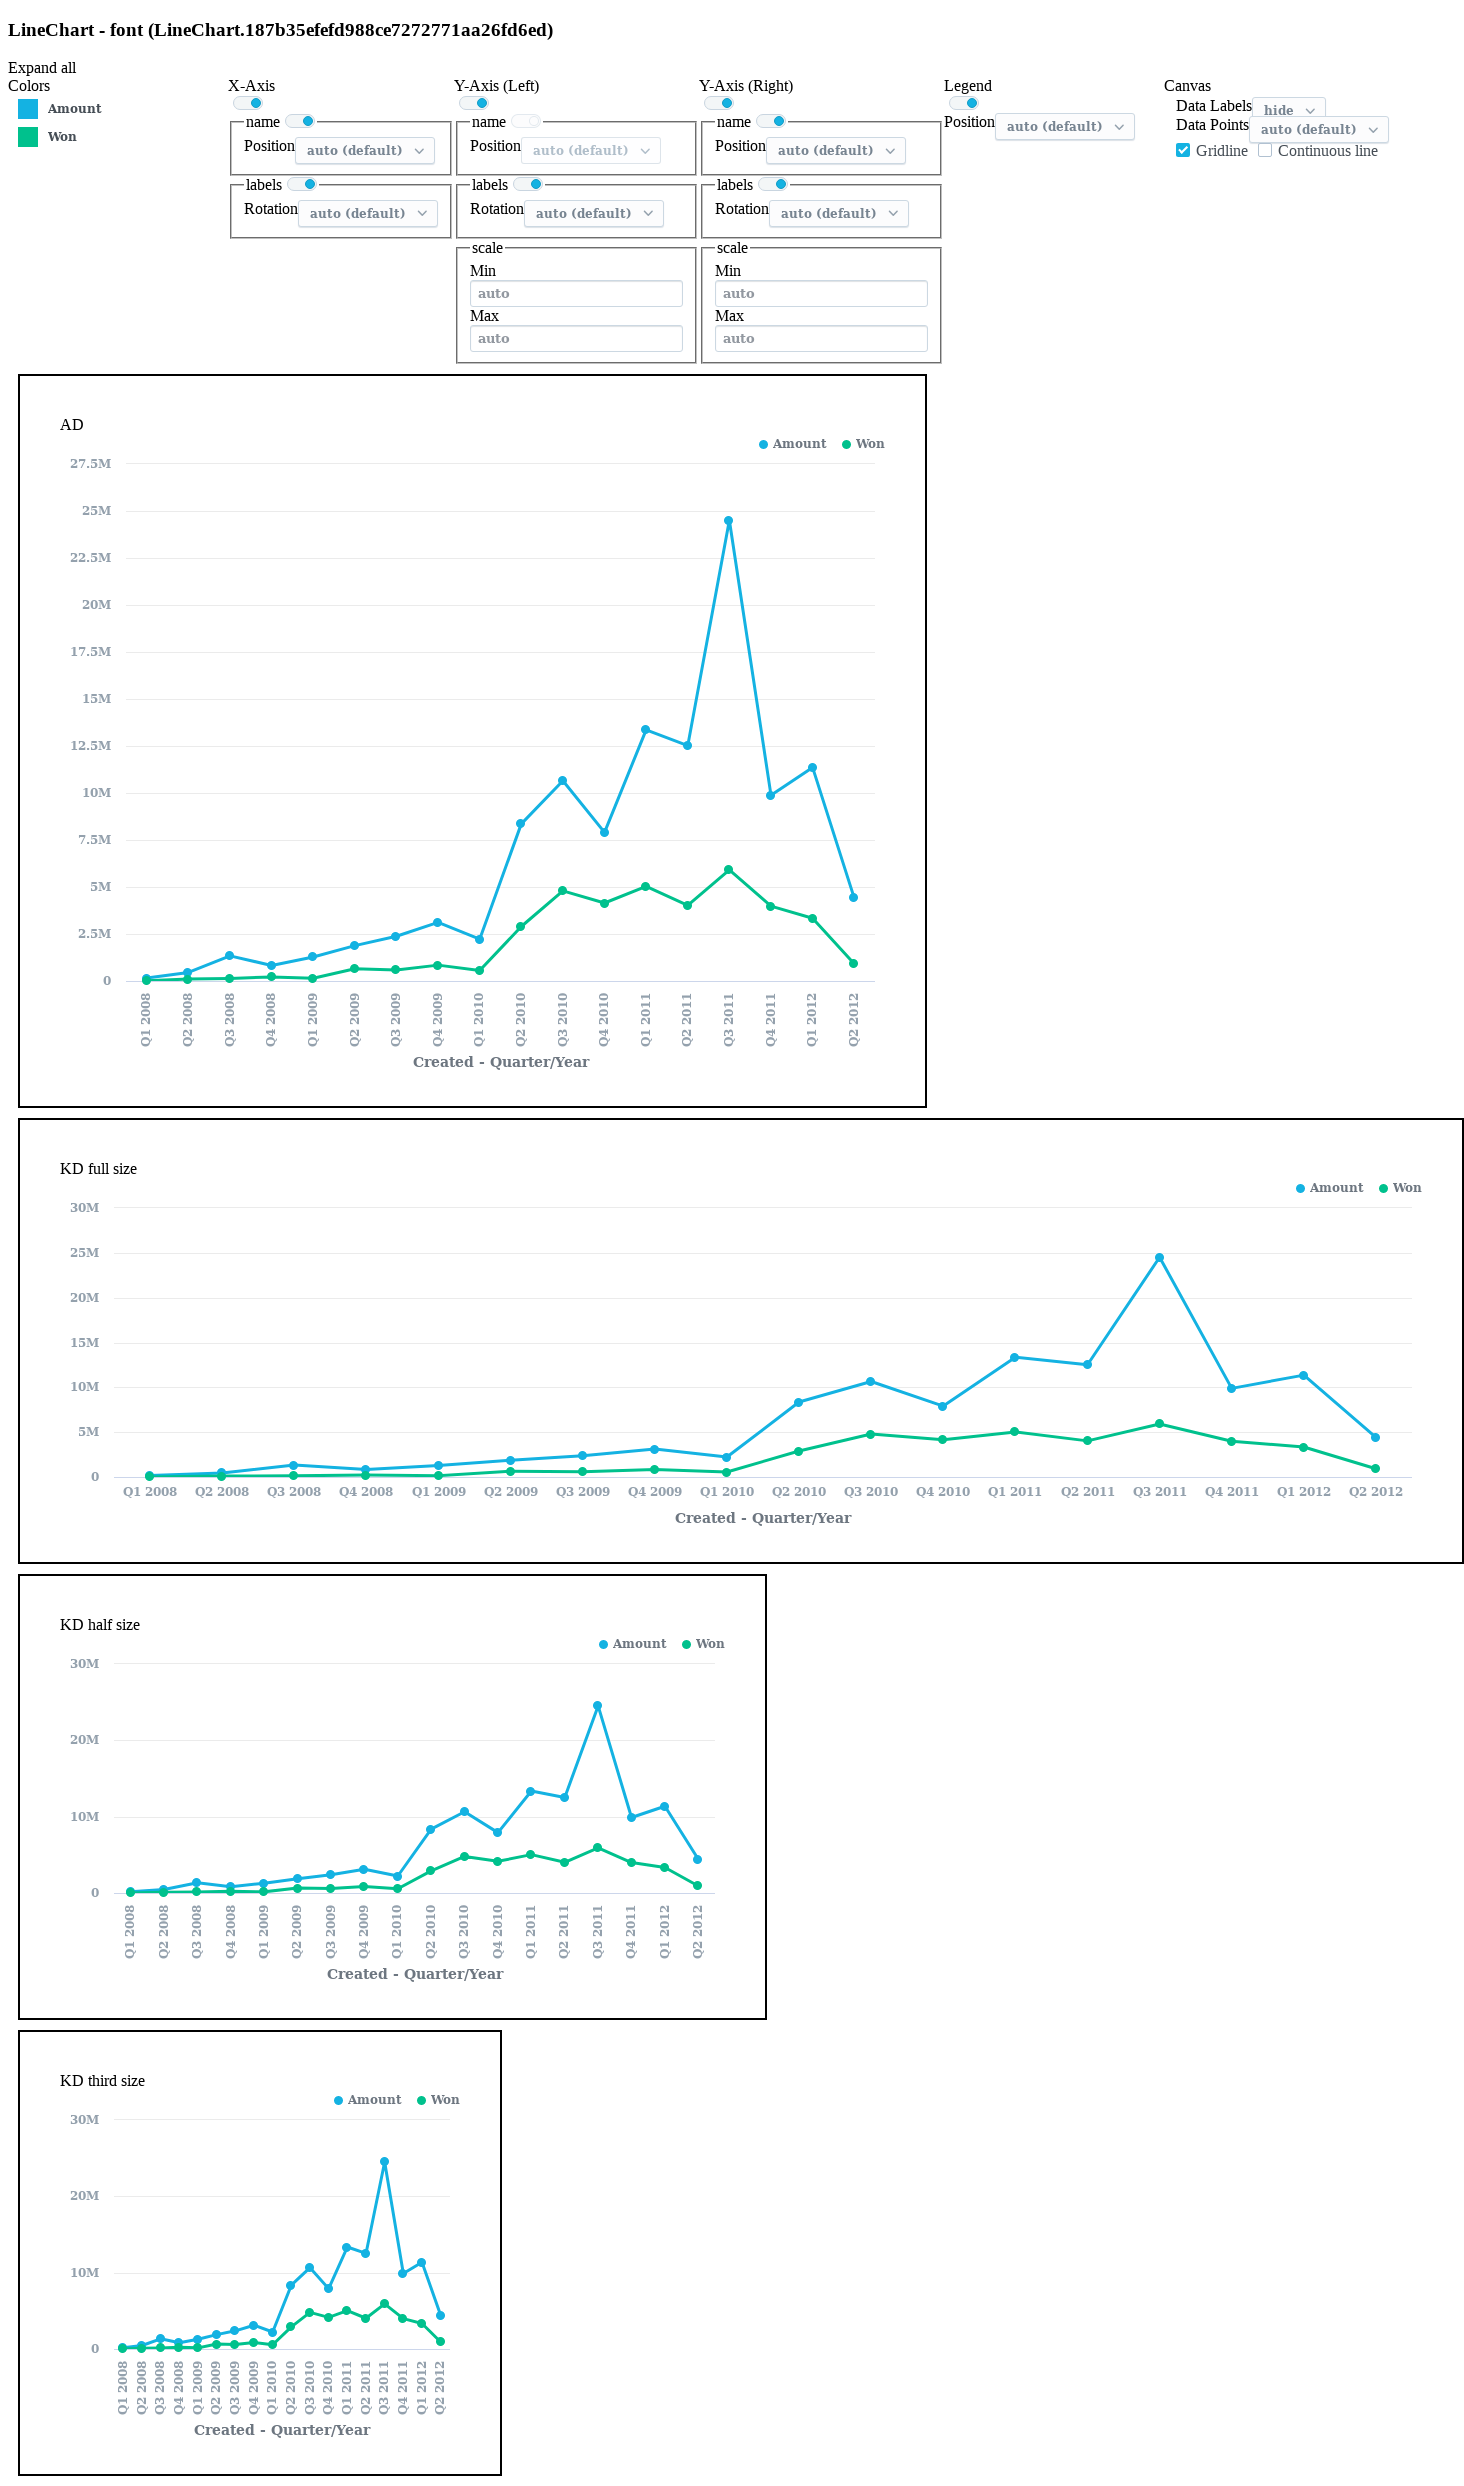 LineChart - font (LineChart.187b35efefd988ce7272771aa26fd6ed)
Expand all
Colors
Amount
Won
X-Axis
name
Position auto (default)
labels
Rotation auto (default)
Y-Axis (Left)
name
Position auto (default)
labels
Rotation auto (default)
scale
Min
auto
Max
auto
Y-Axis (Right)
name
Position auto (default)
labels
Rotation auto (default)
scale
Min
auto
Max
auto
Legend
Position auto (default)
Canvas
Data Labels hide
Data Points auto (default)
Gridline Continuous line
AD
Amount Won
27.5M
25M
22.5M
20M
17.5M
15M
12.5M
10M
7.5M
5M
2.5M
0
Q1 2008 Q2 2008 Q3 2008 Q4 2008 Q1 2009 Q2 2009 Q3 2009 Q4 2009 Q1 2010 Q2 2010 Q3 2010 Q4 2010 Q1 2011 Q2 2011 Q3 2011 Q4 2011 Q1 2012 Q2 2012
Created - Quarter/Year
KD full size
Amount Won
30M
25M
20M
15M
10M
5M
0
Q1 2008 Q2 2008 Q3 2008 Q4 2008 Q1 2009 Q2 2009 Q3 2009 Q4 2009 Q1 2010 Q2 2010 Q3 2010 Q4 2010 Q1 2011 Q2 2011 Q3 2011 Q4 2011 Q1 2012 Q2 2012
Created - Quarter/Year
KD half size
Amount Won
30M
20M
10M
0
Q1 2008 Q2 2008 Q3 2008 Q4 2008 Q1 2009 Q2 2009 Q3 2009 Q4 2009 Q1 2010 Q2 2010 Q3 2010 Q4 2010 Q1 2011 Q2 2011 Q3 2011 Q4 2011 Q1 2012 Q2 2012
Created - Quarter/Year
KD third size
Amount Won
30M
20M
10M
0
Q1 2008 Q2 2008 Q3 2008 Q4 2008 Q1 2009 Q2 2009 Q3 2009 Q4 2009 Q1 2010 Q2 2010 Q3 2010 Q4 2010 Q1 2011 Q2 2011 Q3 2011 Q4 2011 Q1 2012 Q2 2012
Created - Quarter/Year